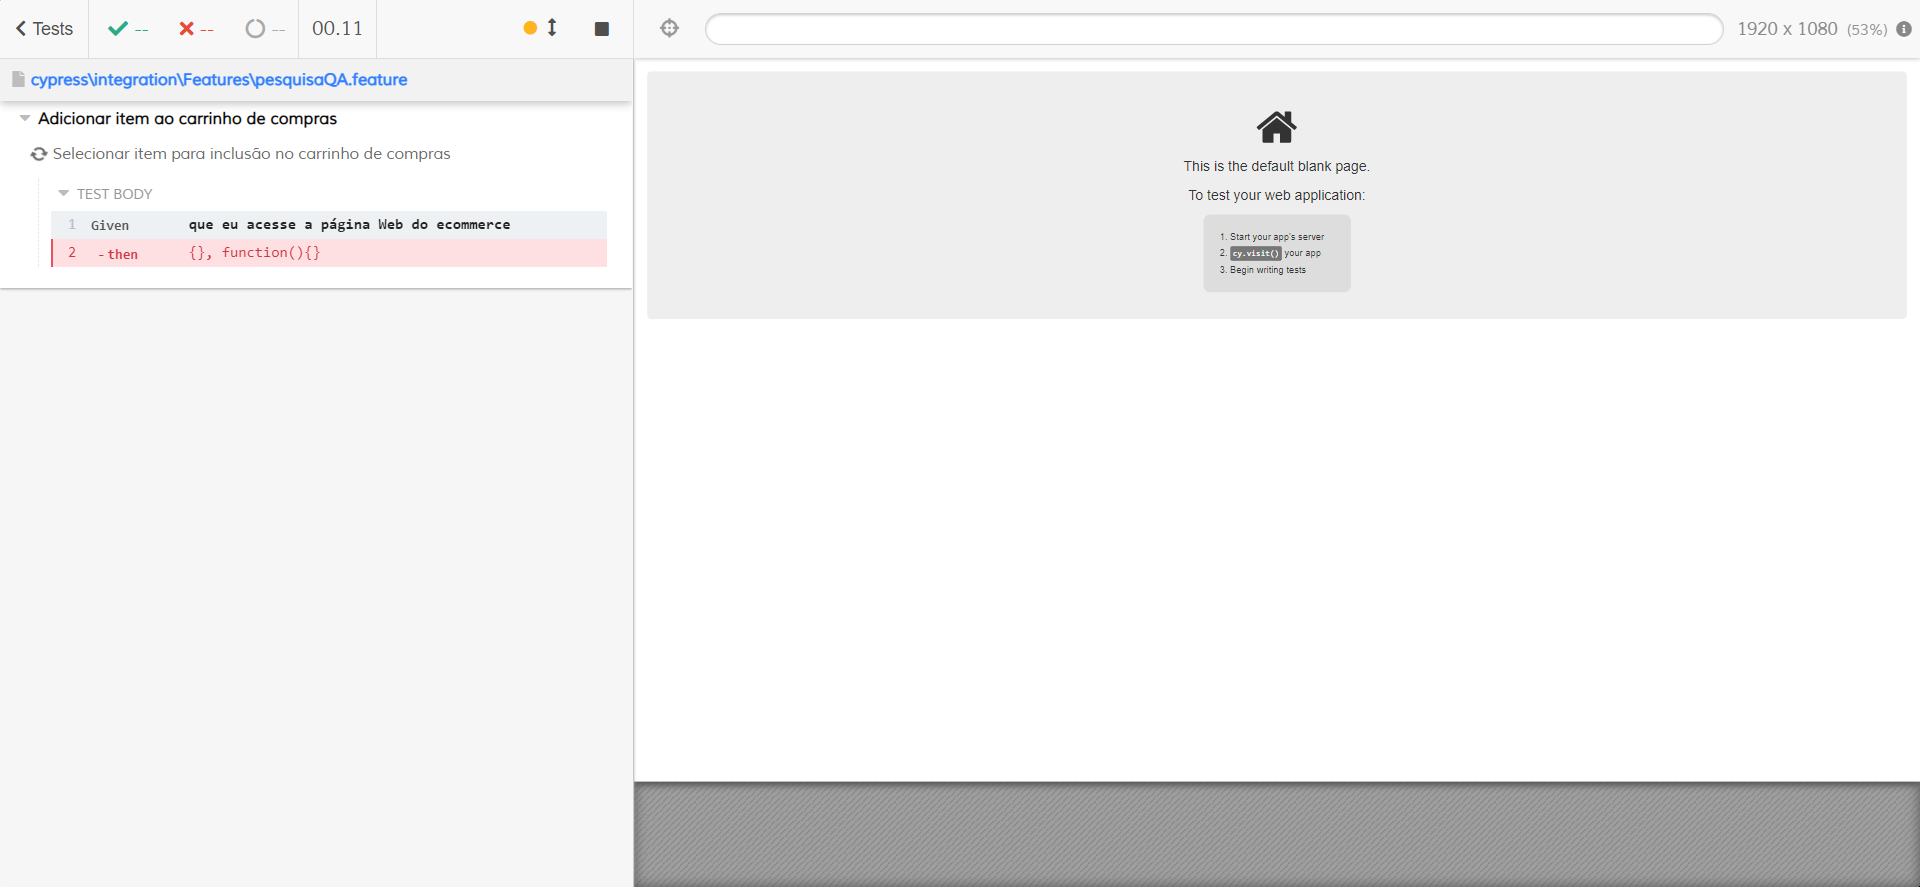 Tests -- -- -- 00.11
1920 x 1080 (53%)
cypress\integration\Features\pesquisaQA.feature
Adicionar item ao carrinho de compras
Selecionar item para inclusão no carrinho de compras
TEST BODY
1 Given que eu acesse a página Web do ecommerce
2 -then {}, function(){}
This is the default blank page.
To test your web application:
1. Start your app's server
2. cy.visit() your app
3. Begin writing tests